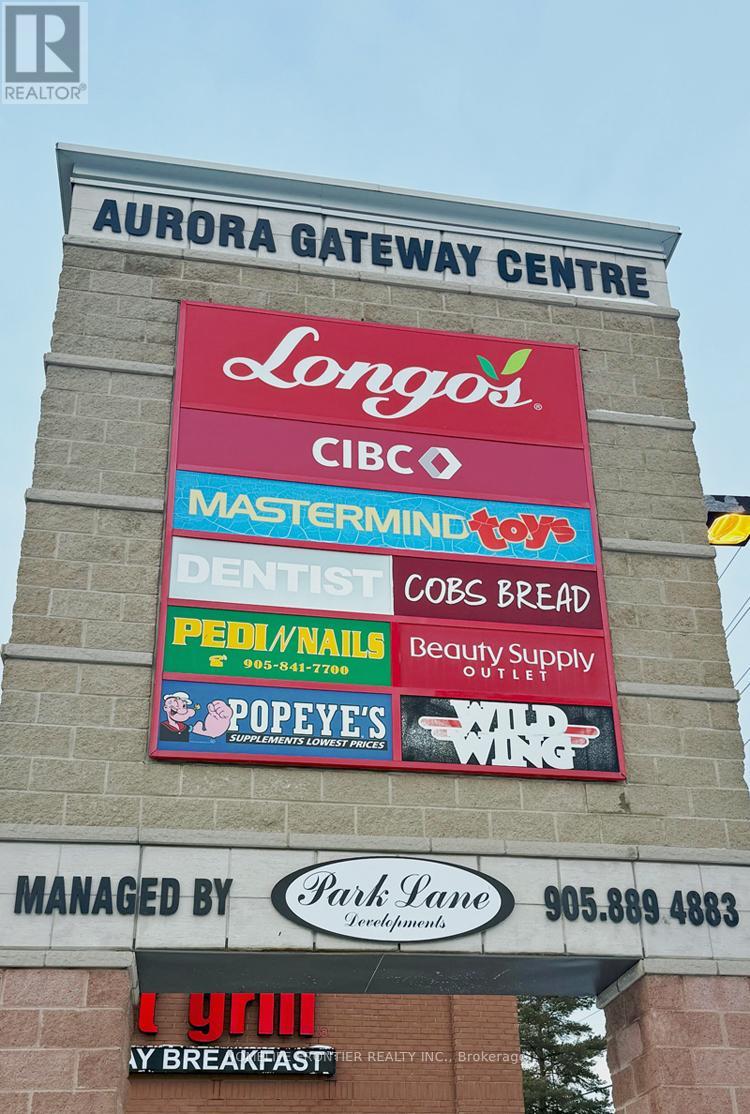 R
REALTOR®
AURORA GATEWAY CENTRE
Longo's®
CIBC
MASTERMIND toys
DENTIST
COBS BREAD
PEDI N NAILS
905-841-7700
Beauty Supply
OUTLET
POPEYE'S
SUPPLEMENTS LOWEST PRICES
WILD
WING
MANAGED BY
Park Lane
Developments
905.889 4883
t grill
AY BREAKFAST
FRONTIER REALTY INC., Brokerage